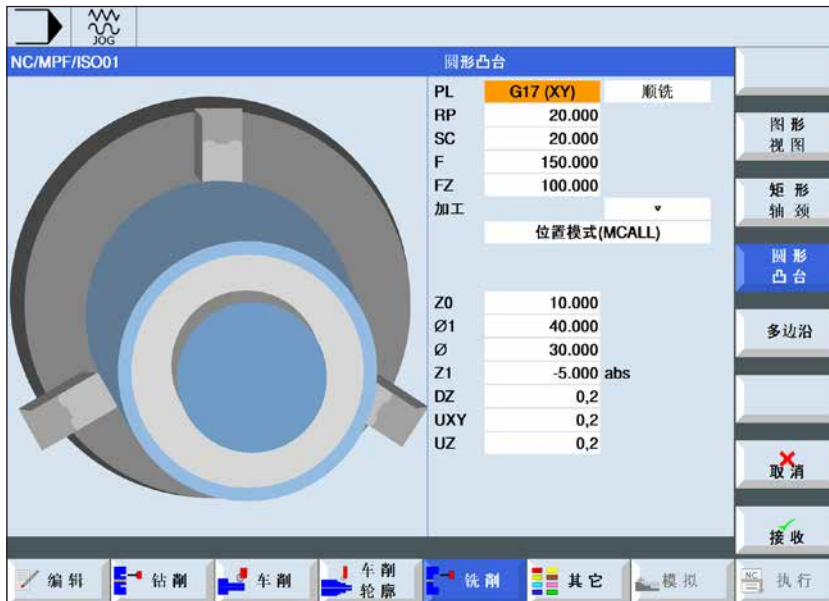 JOG
NC/MPF/ISO01 圆形凸台
PL G17 (XY) 顺铣
RP 20.000
SC 20.000
F 150.000
FZ 100.000
加工 ▿
位置模式(MCALL)
Z0 10.000
Ø1 40.000
Ø 30.000
Z1 -5.000 abs
DZ 0,2
UXY 0,2
UZ 0,2
图形
视图
矩形
轴颈
圆形
凸台
多边沿
取消
接收
编辑 钻削 车削 车削
轮廓 铣削 其它 模拟 NC 执行